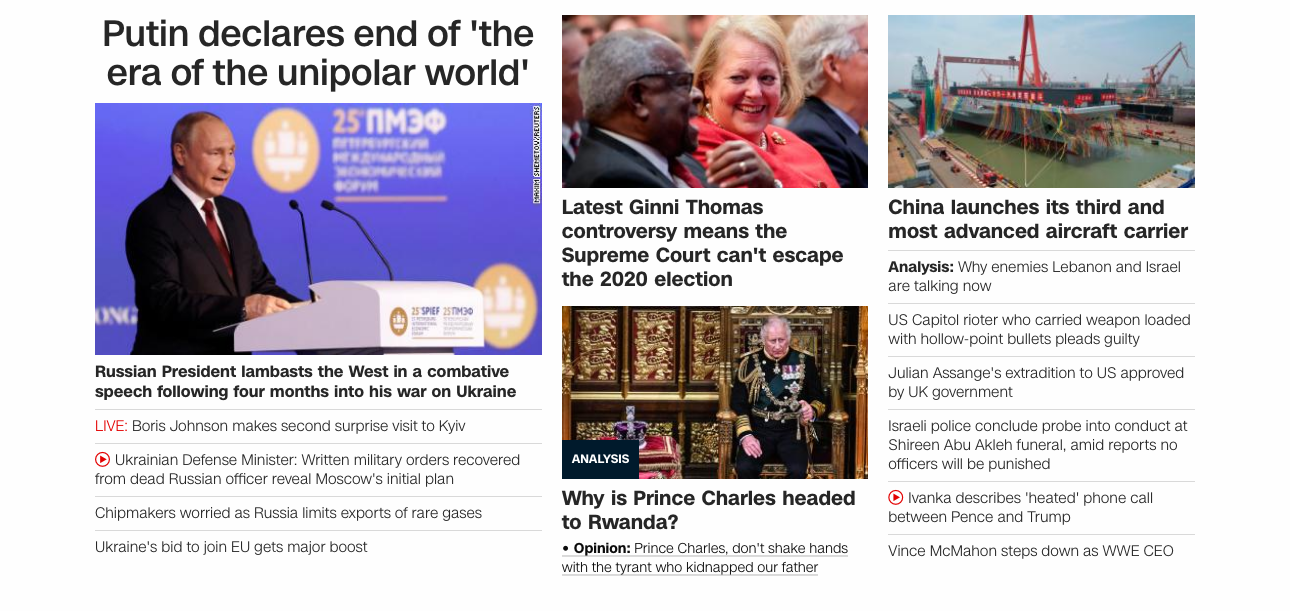 Putin declares end of 'the
era of the unipolar world'
MAXIM SHEMETOV/REUTERS
25 ПМЭФ
ПЕТЕРБУРГСКИЙ
МЕЖДУНАРОДНЫЙ
ЭКОНОМИЧЕСКИЙ
ФОРУМ
25 SPIEF 25 ПМЭФ
Russian President lambasts the West in a combative
speech following four months into his war on Ukraine
LIVE: Boris Johnson makes second surprise visit to Kyiv
Ukrainian Defense Minister: Written military orders recovered
from dead Russian officer reveal Moscow's initial plan
Chipmakers worried as Russia limits exports of rare gases
Ukraine's bid to join EU gets major boost
Latest Ginni Thomas
controversy means the
Supreme Court can't escape
the 2020 election
ANALYSIS
Why is Prince Charles headed
to Rwanda?
• Opinion: Prince Charles, don't shake hands
with the tyrant who kidnapped our father
China launches its third and
most advanced aircraft carrier
Analysis: Why enemies Lebanon and Israel
are talking now
US Capitol rioter who carried weapon loaded
with hollow-point bullets pleads guilty
Julian Assange's extradition to US approved
by UK government
Israeli police conclude probe into conduct at
Shireen Abu Akleh funeral, amid reports no
officers will be punished
Ivanka describes 'heated' phone call
between Pence and Trump
Vince McMahon steps down as WWE CEO